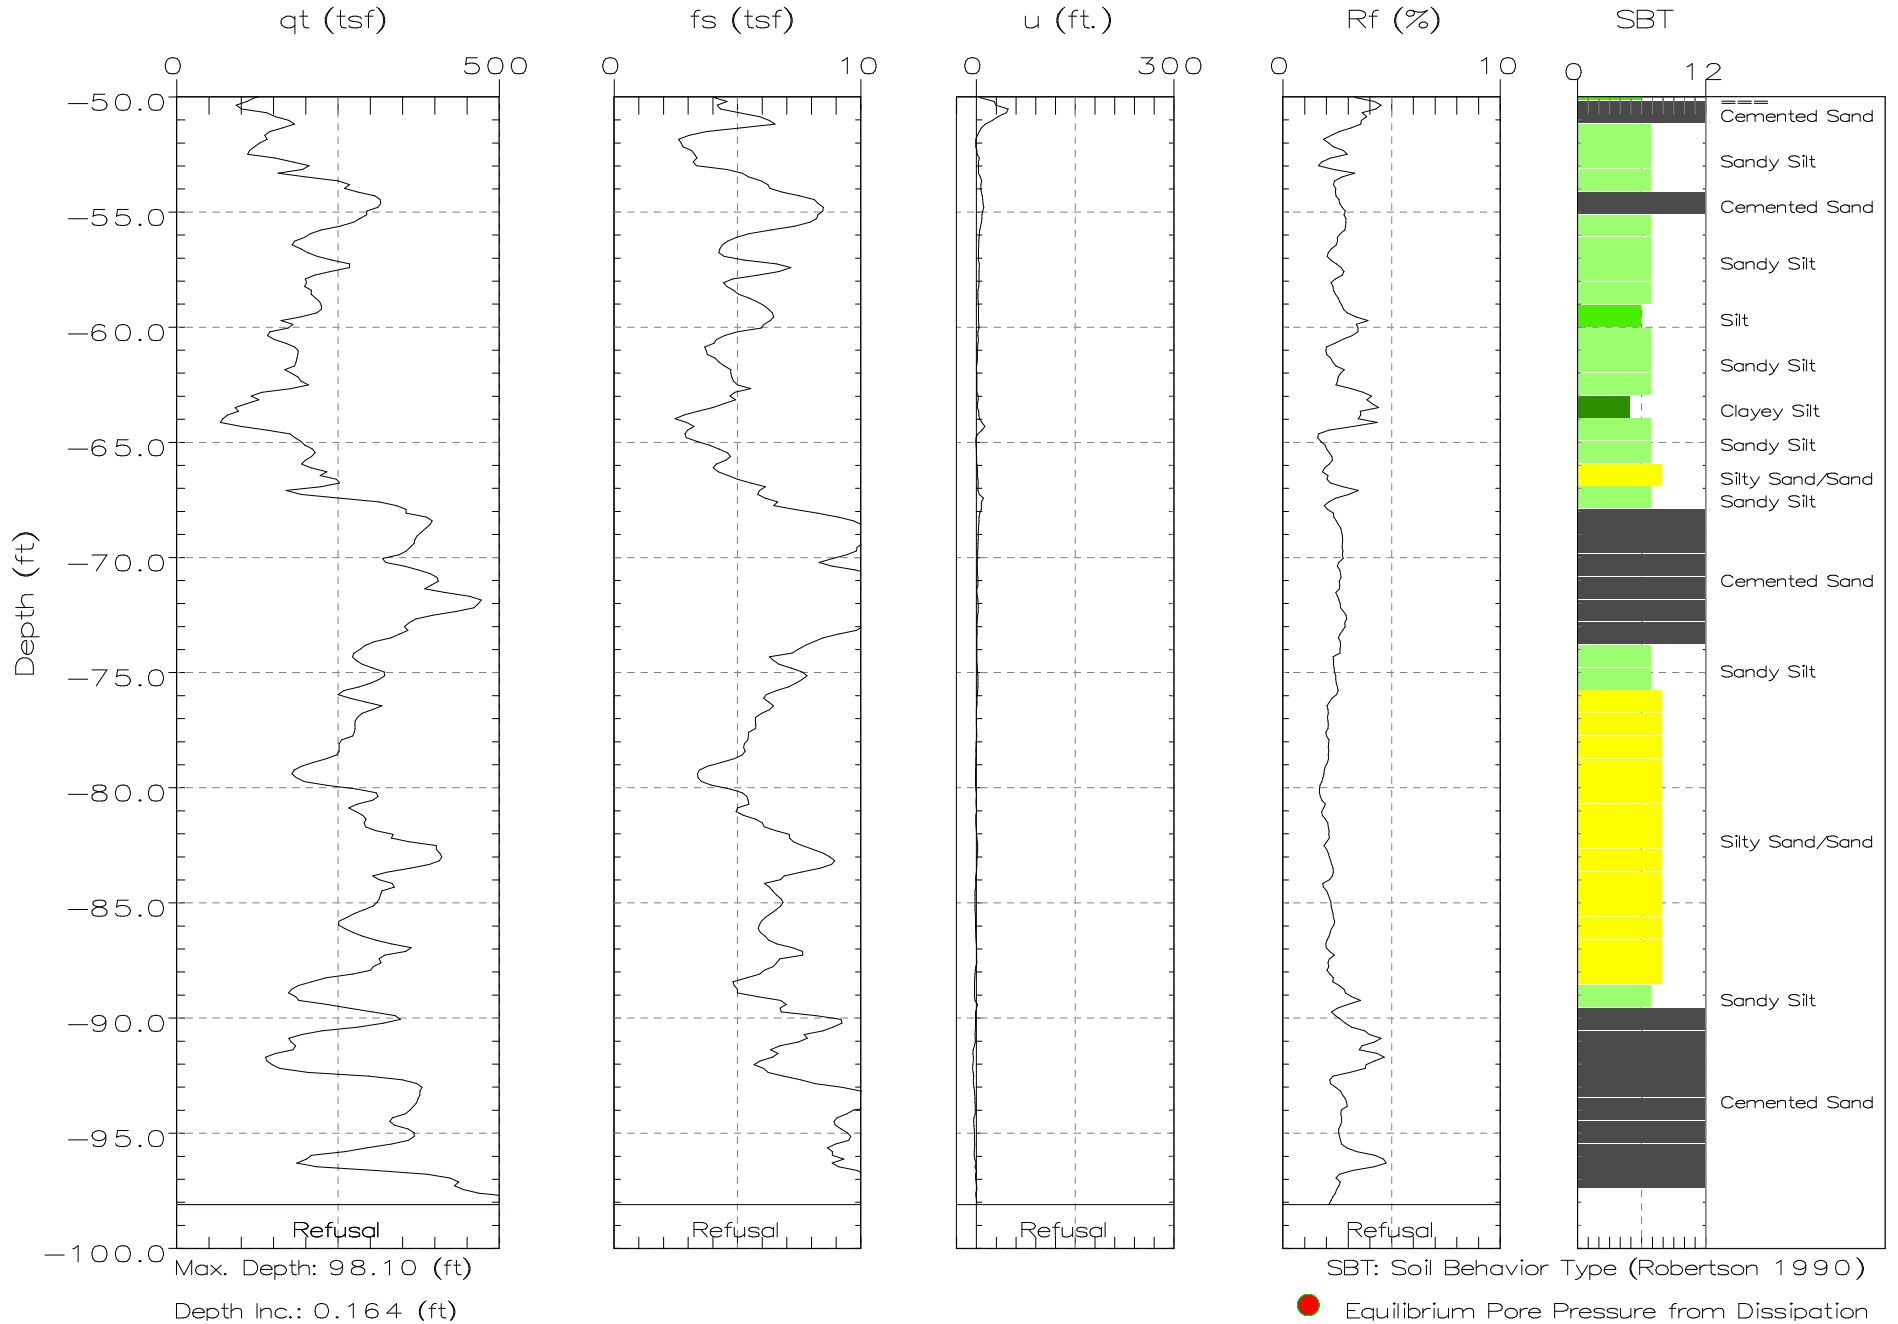 qt (tsf) fs (tsf) u (ft.) Rf (%) SBT
0 500 0 10 0 300 0 10 0 12
-50.0
===
Cemented Sand
Sandy Silt
Cemented Sand
-55.0
Sandy Silt
Silt
-60.0
Sandy Silt
Clayey Silt
-65.0
Sandy Silt
Silty Sand/Sand
Sandy Silt
-70.0
Cemented Sand
Depth (ft)
-75.0
Sandy Silt
-80.0
Silty Sand/Sand
-85.0
Sandy Silt
-90.0
Cemented Sand
-95.0
Refusal Refusal Refusal Refusal
-100.0
Max. Depth: 98.10 (ft) SBT: Soil Behavior Type (Robertson 1990)
Depth Inc.: 0.164 (ft) Equilibrium Pore Pressure from Dissipation